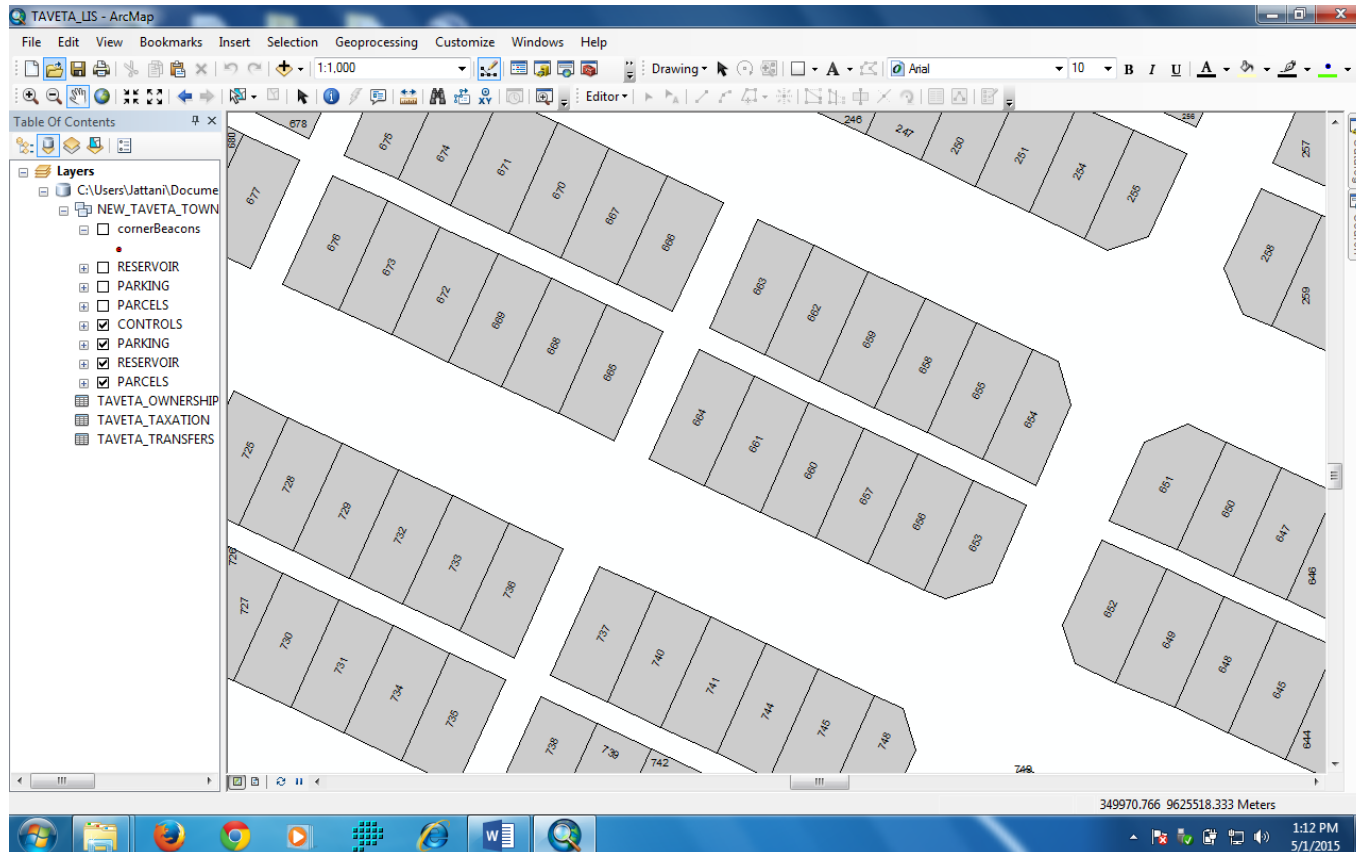 TAVETA_LIS - ArcMap
File Edit View Bookmarks Insert Selection Geoprocessing Customize Windows Help
1:1,000 Drawing A Arial 10 B I U A
Editor
Table Of Contents
Layers
C:\Users\Jattani\Docume
NEW_TAVETA_TOWN
cornerBeacons
RESERVOIR
PARKING
PARCELS
CONTROLS
PARKING
RESERVOIR
PARCELS
TAVETA_OWNERSHIP
TAVETA_TAXATION
TAVETA_TRANSFERS
678 675 674 671 670 667 666
680 677
676 673 672 669 668 665
246 247 250 251 254 255
256 257
258 259
663 662 659 658 655 654
664 661 660 657 656 653
651 650 647 646
652 649 648 645 644
725 728 729 732 733 736
726 727 730 731 734 735
737 740 741 744 745 748
738 742
749
349970.766 9625518.333 Meters
1:12 PM
5/1/2015